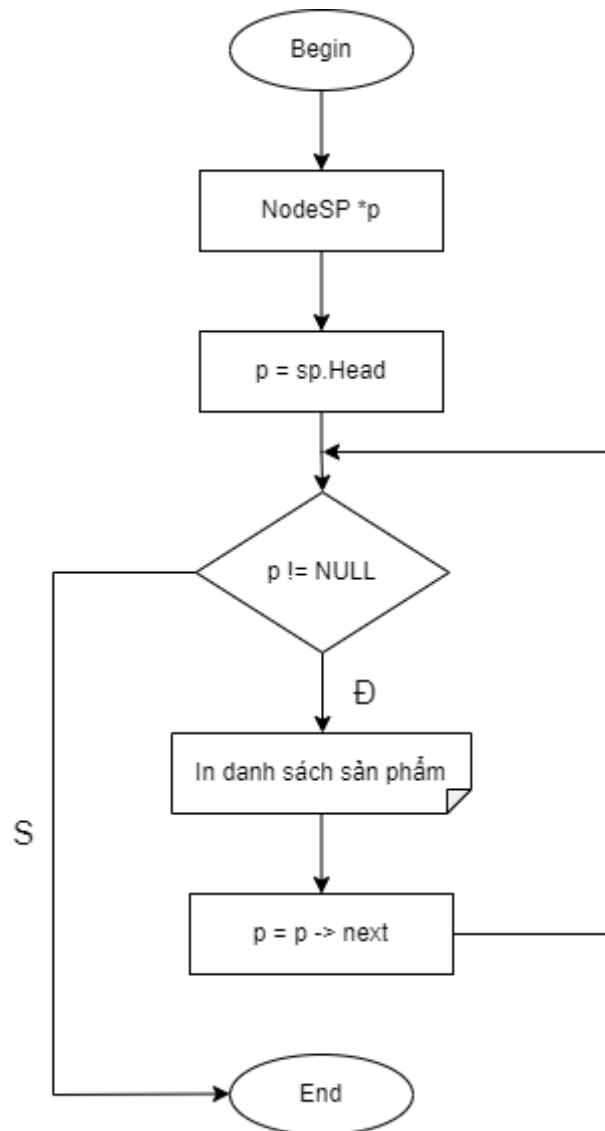 Begin
NodeSP *p
p = sp.Head
p != NULL
Đ
In danh sách sản phẩm
S
p = p -> next
End